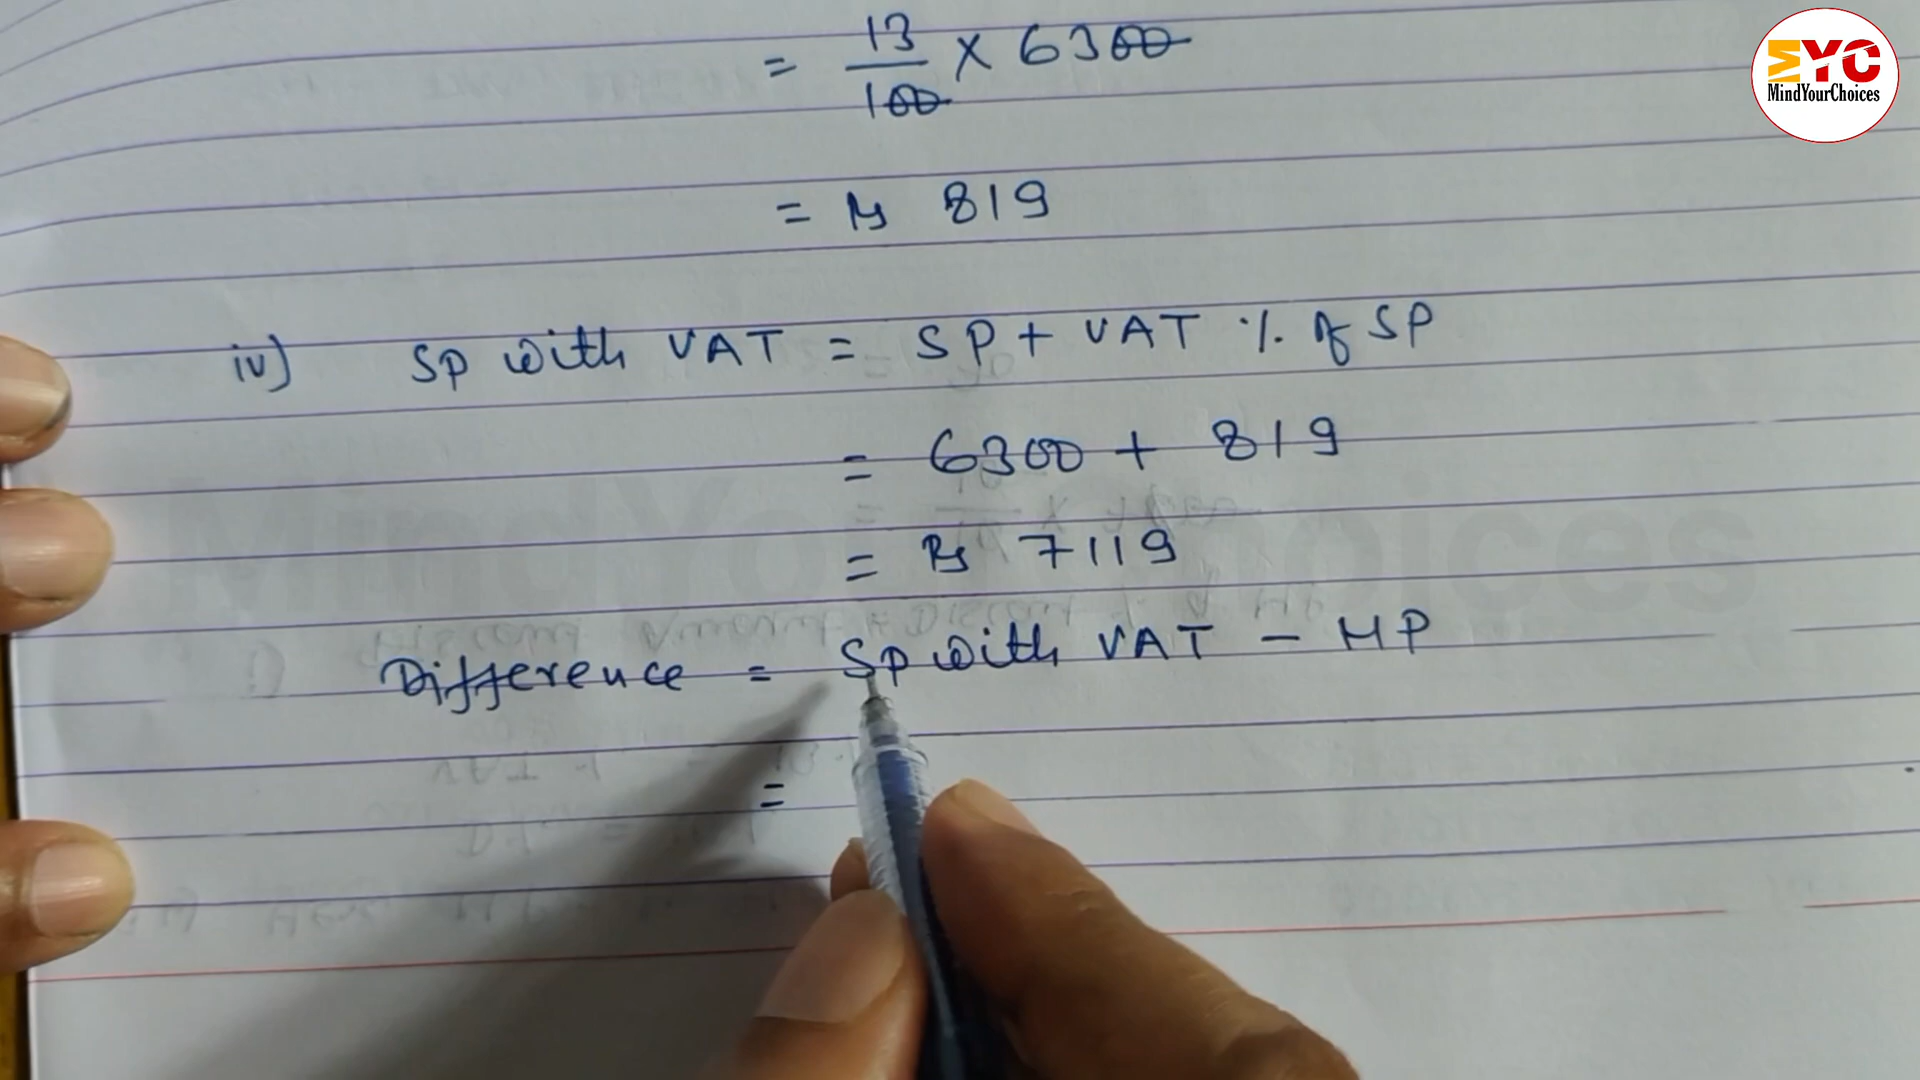 = 13/100 × 6300
MYC
MindYourChoices
= Rs 819
iv) SP with VAT = SP + VAT % of SP
= 6300 + 819
= Rs 7119
Difference = SP with VAT - MP
=
MindYourChoices